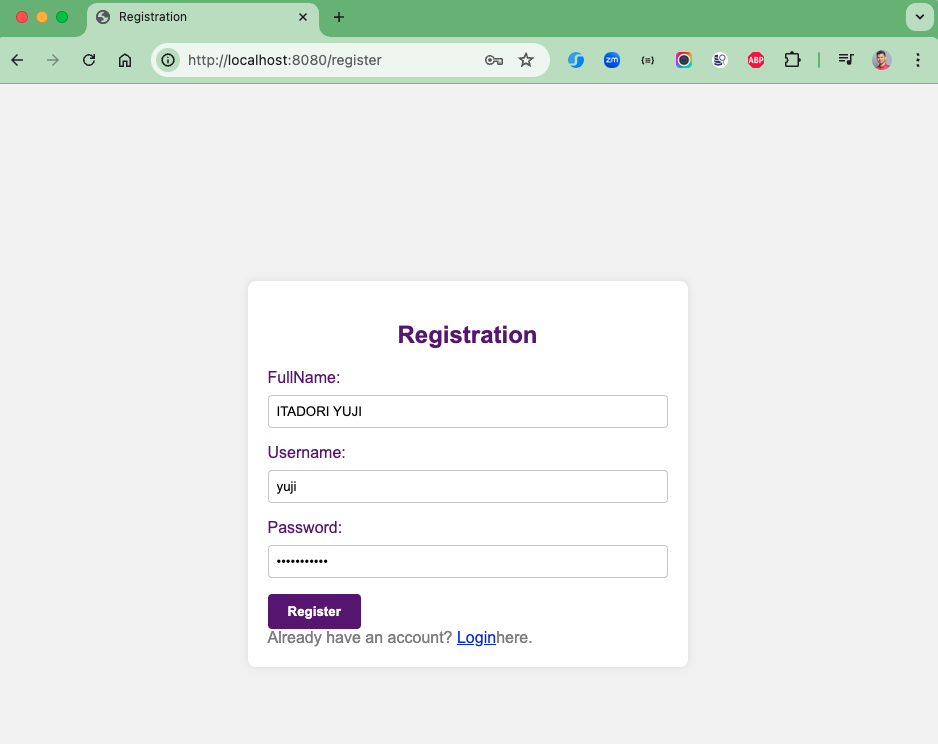 Registration
http://localhost:8080/register
zm
ABP
Registration
FullName:
ITADORI YUJI
Username:
yuji
Password:
•••••••••••
Register
Already have an account? Loginhere.